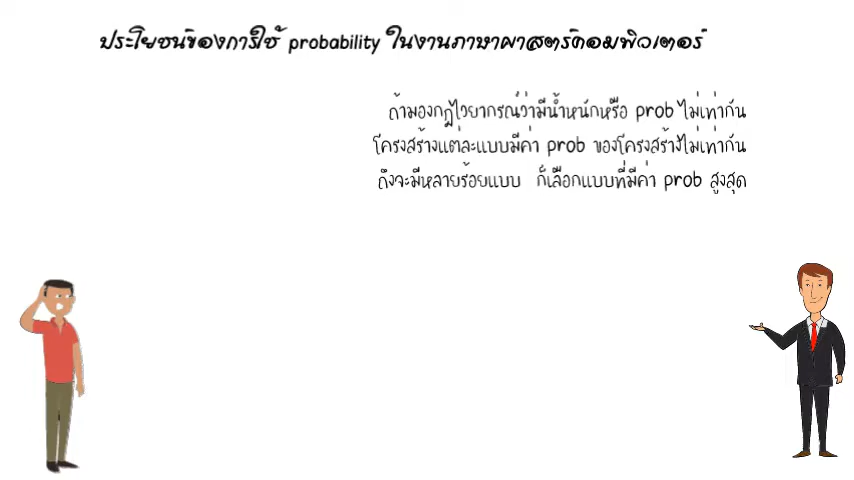 ประโยชน์ของการใช้ probability ในงานภาษาศาสตร์คอมพิวเตอร์
ถ้ามองกฎไวยากรณ์ว่ามีน้ำหนักหรือ prob ไม่เท่ากัน
โครงสร้างแต่ละแบบมีค่า prob ของโครงสร้างไม่เท่ากัน
ถึงจะมีหลายร้อยแบบ ก็เลือกแบบที่มีค่า prob สูงสุด